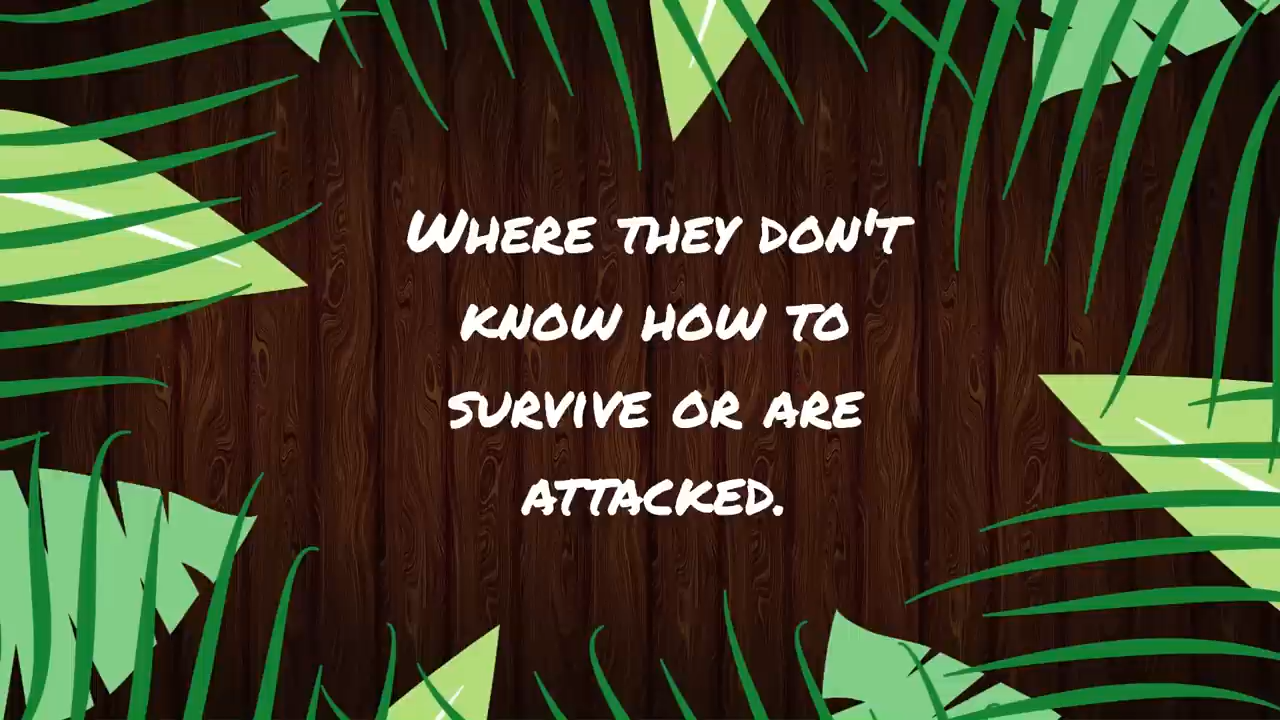 Where they don't
know how to
survive or are
attacked.